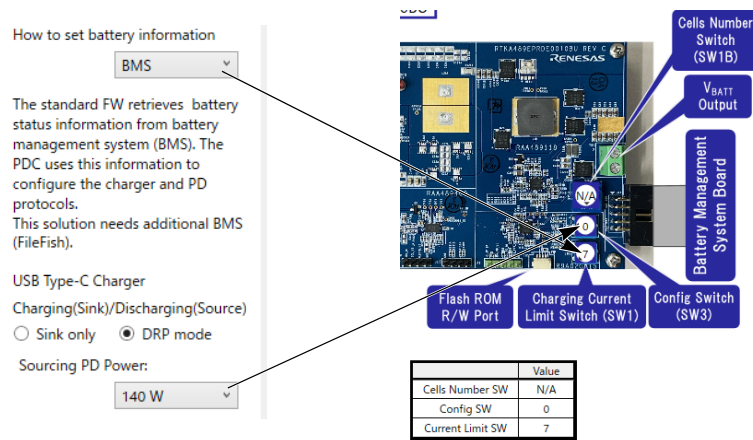 How to set battery information
BMS
The standard FW retrieves battery
status information from battery
management system (BMS). The
PDC uses this information to
configure the charger and PD
protocols.
This solution needs additional BMS
(FileFish).
USB Type-C Charger
Charging(Sink)/Discharging(Source)
Sink only
DRP mode
Sourcing PD Power:
140 W
RTKA489EPRDE0010BU REV C
RENESAS
RAA489118
N/A
0
7
Cells Number
Switch
(SW1B)
VBATT
Output
Battery Management
System Board
Flash ROM
R/W Port
Charging Current
Limit Switch (SW1)
Config Switch
(SW3)
Value
Cells Number SW N/A
Config SW 0
Current Limit SW 7